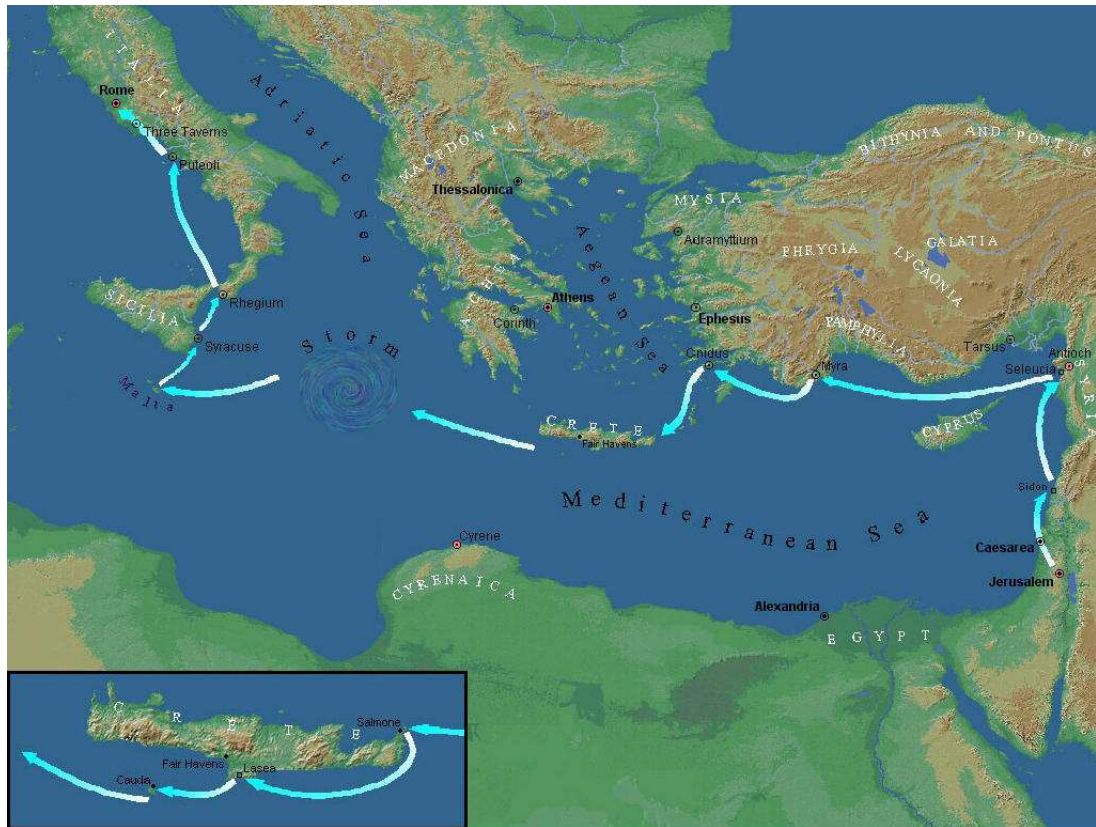 ITALIA
Rome
Three Taverns
Puteoli
Adriatic Sea
MACEDONIA
Thessalonica
BITHYNIA AND PONTUS
MYSIA
Adramyttium
PHRYGIA
GALATIA
LYCAONIA
Aegean Sea
ACHEA
Athens
Corinth
Ephesus
PAMPHYLIA
Tarsus
Antioch
Seleucia
SYRIA
SICILIA
Rhegium
Syracuse
Storm
Malta
Cnidus
Myra
CYPRUS
CRETE
Fair Havens
Mediterranean Sea
Sidon
Caesarea
Jerusalem
Cyrene
CYRENAICA
Alexandria
EGYPT
CRETE
Salmone
Fair Havens
Lasea
Cauda